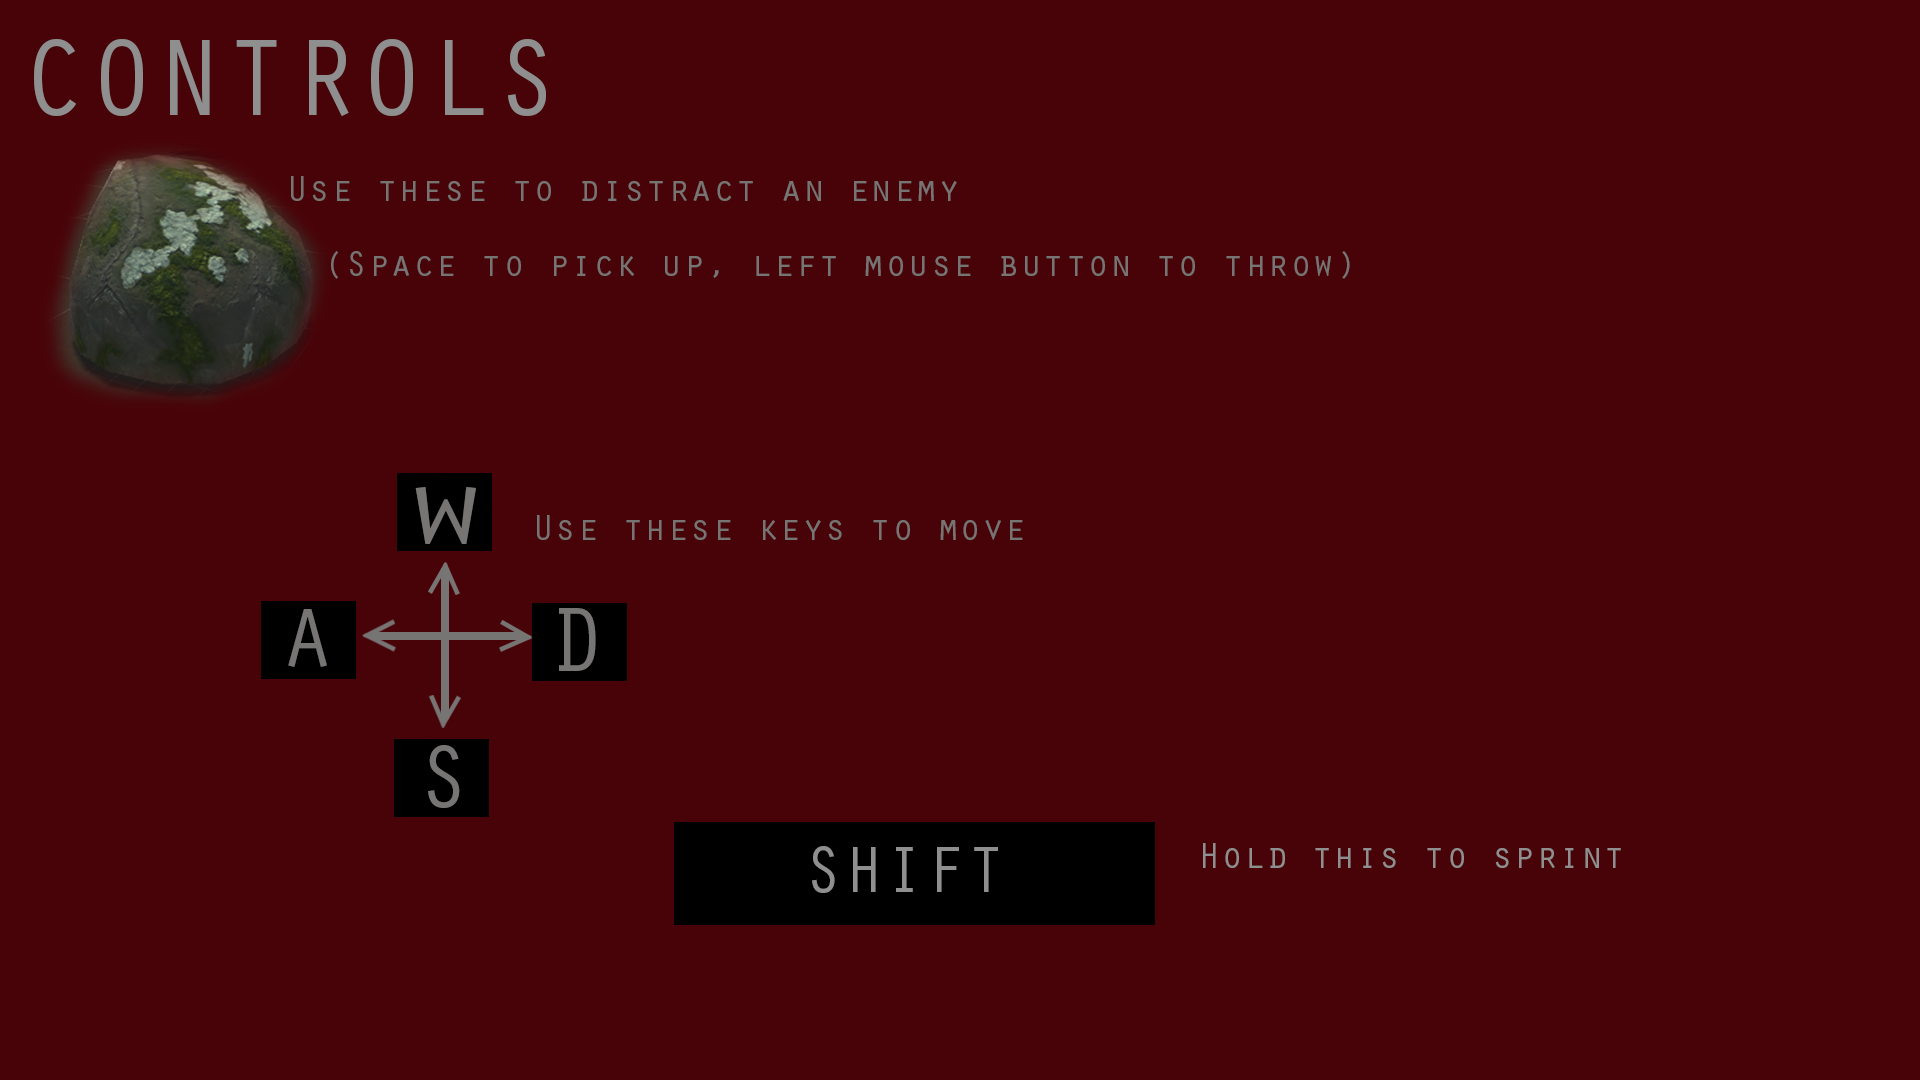 CONTROLS
Use these to distract an enemy
(Space to pick up, left mouse button to throw)
W
Use these keys to move
A
D
S
SHIFT
Hold this to sprint